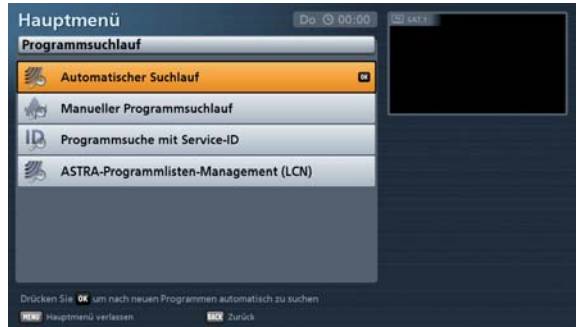 Hauptmenü
Do 00:00
SAT.1
Programmsuchlauf
Automatischer Suchlauf OK
Manueller Programmsuchlauf
ID Programmsuche mit Service-ID
ASTRA-Programmlisten-Management (LCN)
Drücken Sie OK um nach neuen Programmen automatisch zu suchen
MENU Hauptmenü verlassen BACK Zurück